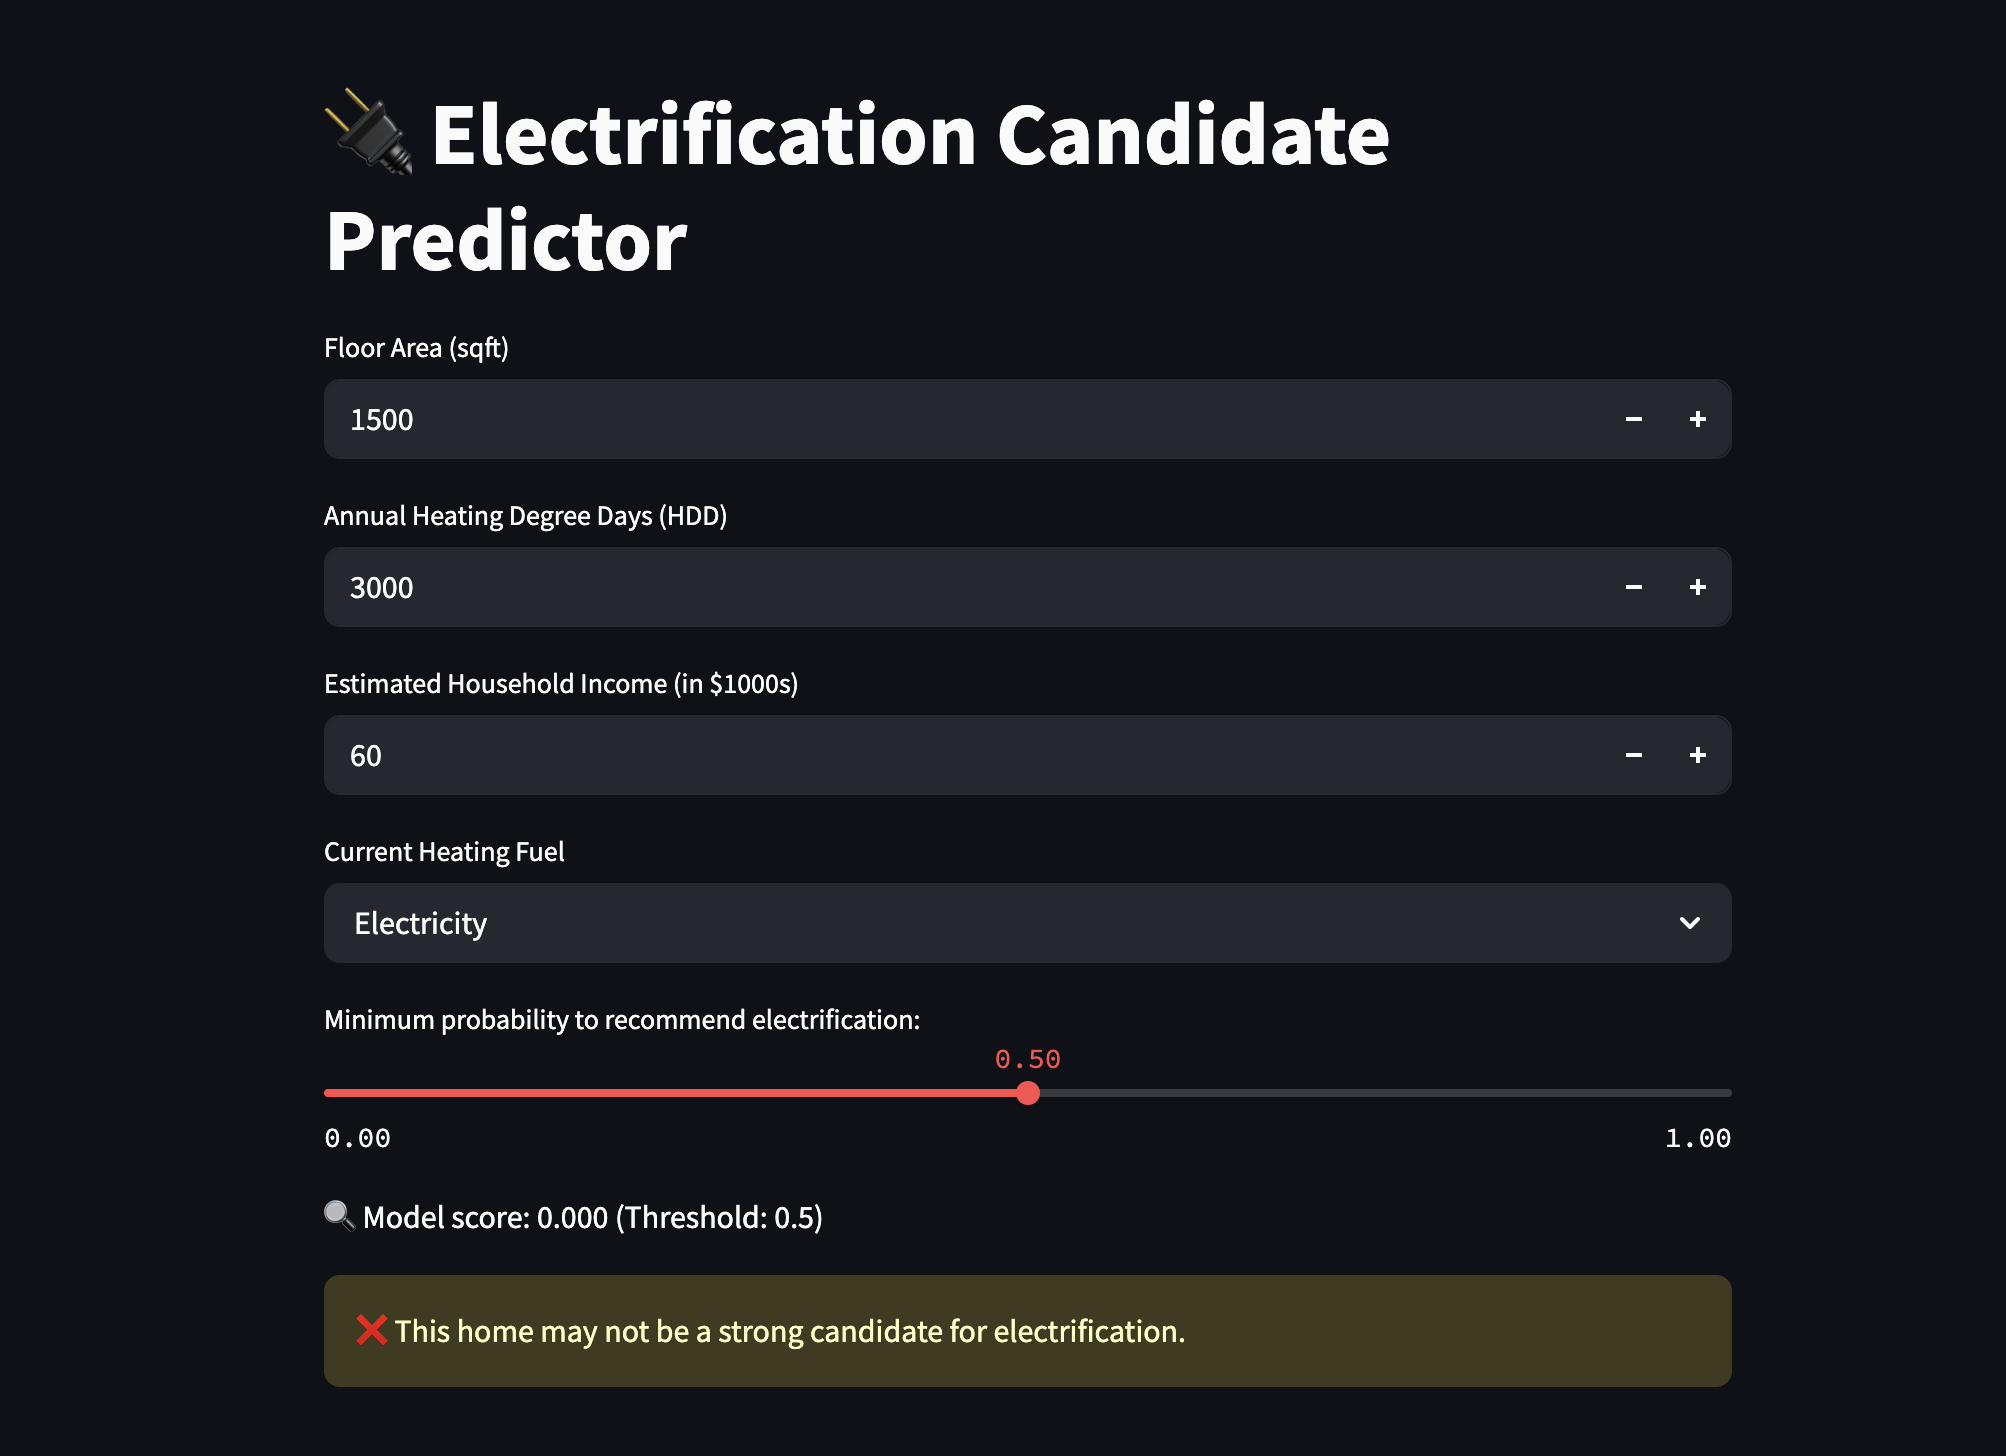 Electrification Candidate
Predictor
Floor Area (sqft)
1500
Annual Heating Degree Days (HDD)
3000
Estimated Household Income (in $1000s)
60
Current Heating Fuel
Electricity
Minimum probability to recommend electrification:
0.50
0.00 1.00
Model score: 0.000 (Threshold: 0.5)
This home may not be a strong candidate for electrification.